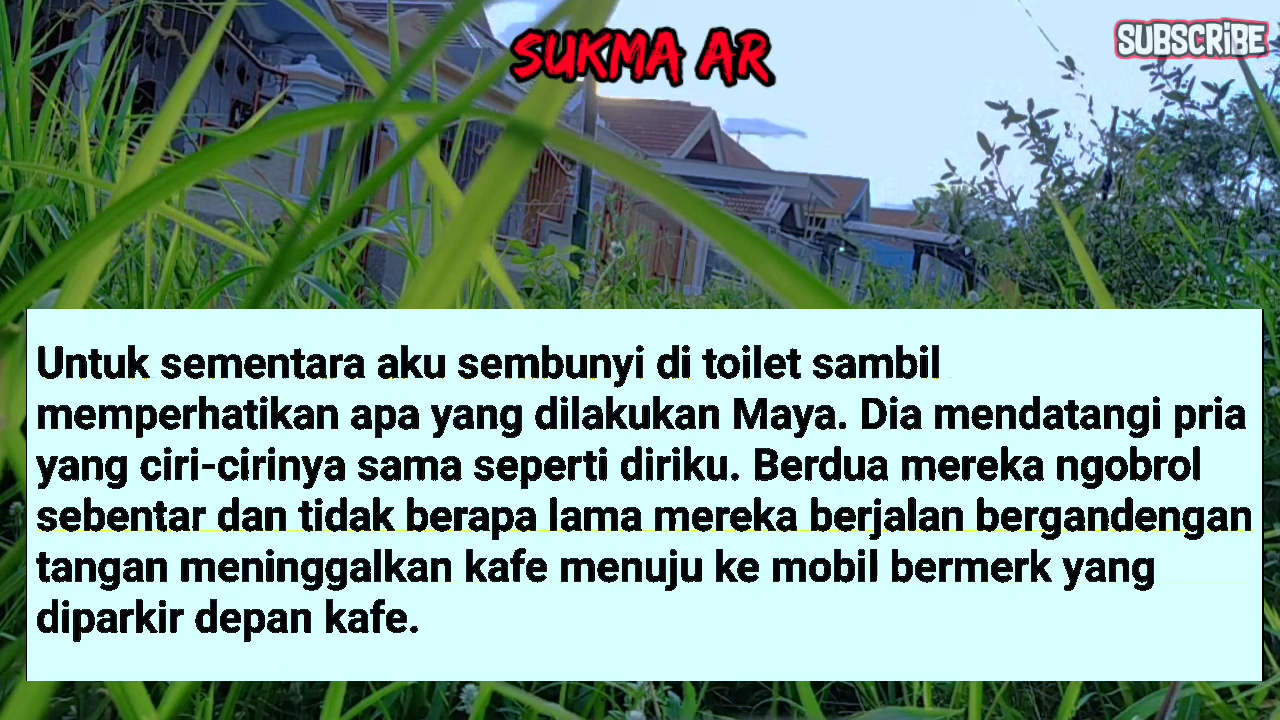 SUKMA AR
SUBSCRIBE
Untuk sementara aku sembunyi di toilet sambil
memperhatikan apa yang dilakukan Maya. Dia mendatangi pria
yang ciri-cirinya sama seperti diriku. Berdua mereka ngobrol
sebentar dan tidak berapa lama mereka berjalan bergandengan
tangan meninggalkan kafe menuju ke mobil bermerk yang
diparkir depan kafe.